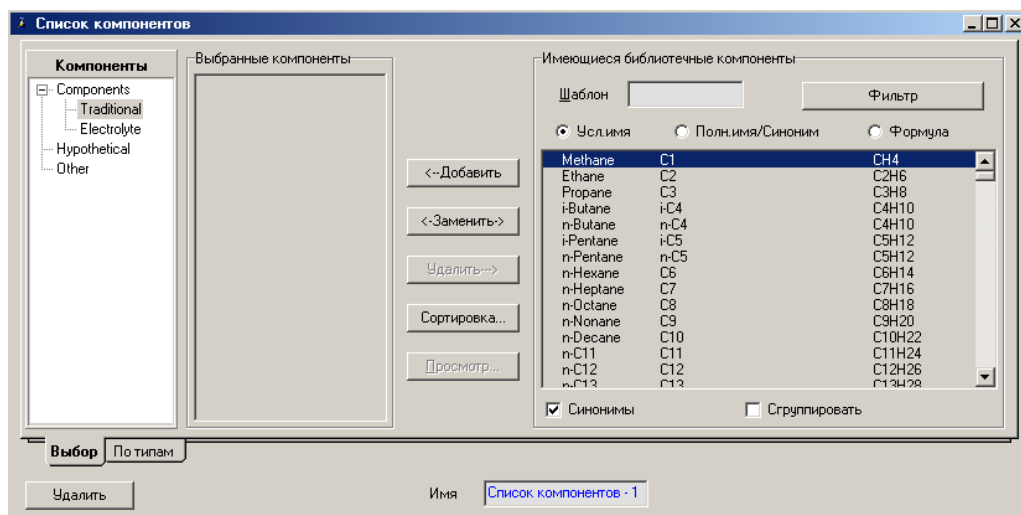 Список компонентов
Компоненты
Components
Traditional
Electrolyte
Hypothetical
Other
Выбранные компоненты
<--Добавить
<-Заменить->
Удалить--->
Сортировка...
Просмотр...
Имеющиеся библиотечные компоненты
Шаблон Фильтр
Усл.имя Полн.имя/Синоним Формула
Methane C1 CH4
Ethane C2 C2H6
Propane C3 C3H8
i-Butane i-C4 C4H10
n-Butane n-C4 C4H10
i-Pentane i-C5 C5H12
n-Pentane n-C5 C5H12
n-Hexane C6 C6H14
n-Heptane C7 C7H16
n-Octane C8 C8H18
n-Nonane C9 C9H20
n-Decane C10 C10H22
n-C11 C11 C11H24
n-C12 C12 C12H26
n-C13 C13 C13H28
Синонимы Сгруппировать
Выбор По типам
Удалить Имя Список компонентов - 1